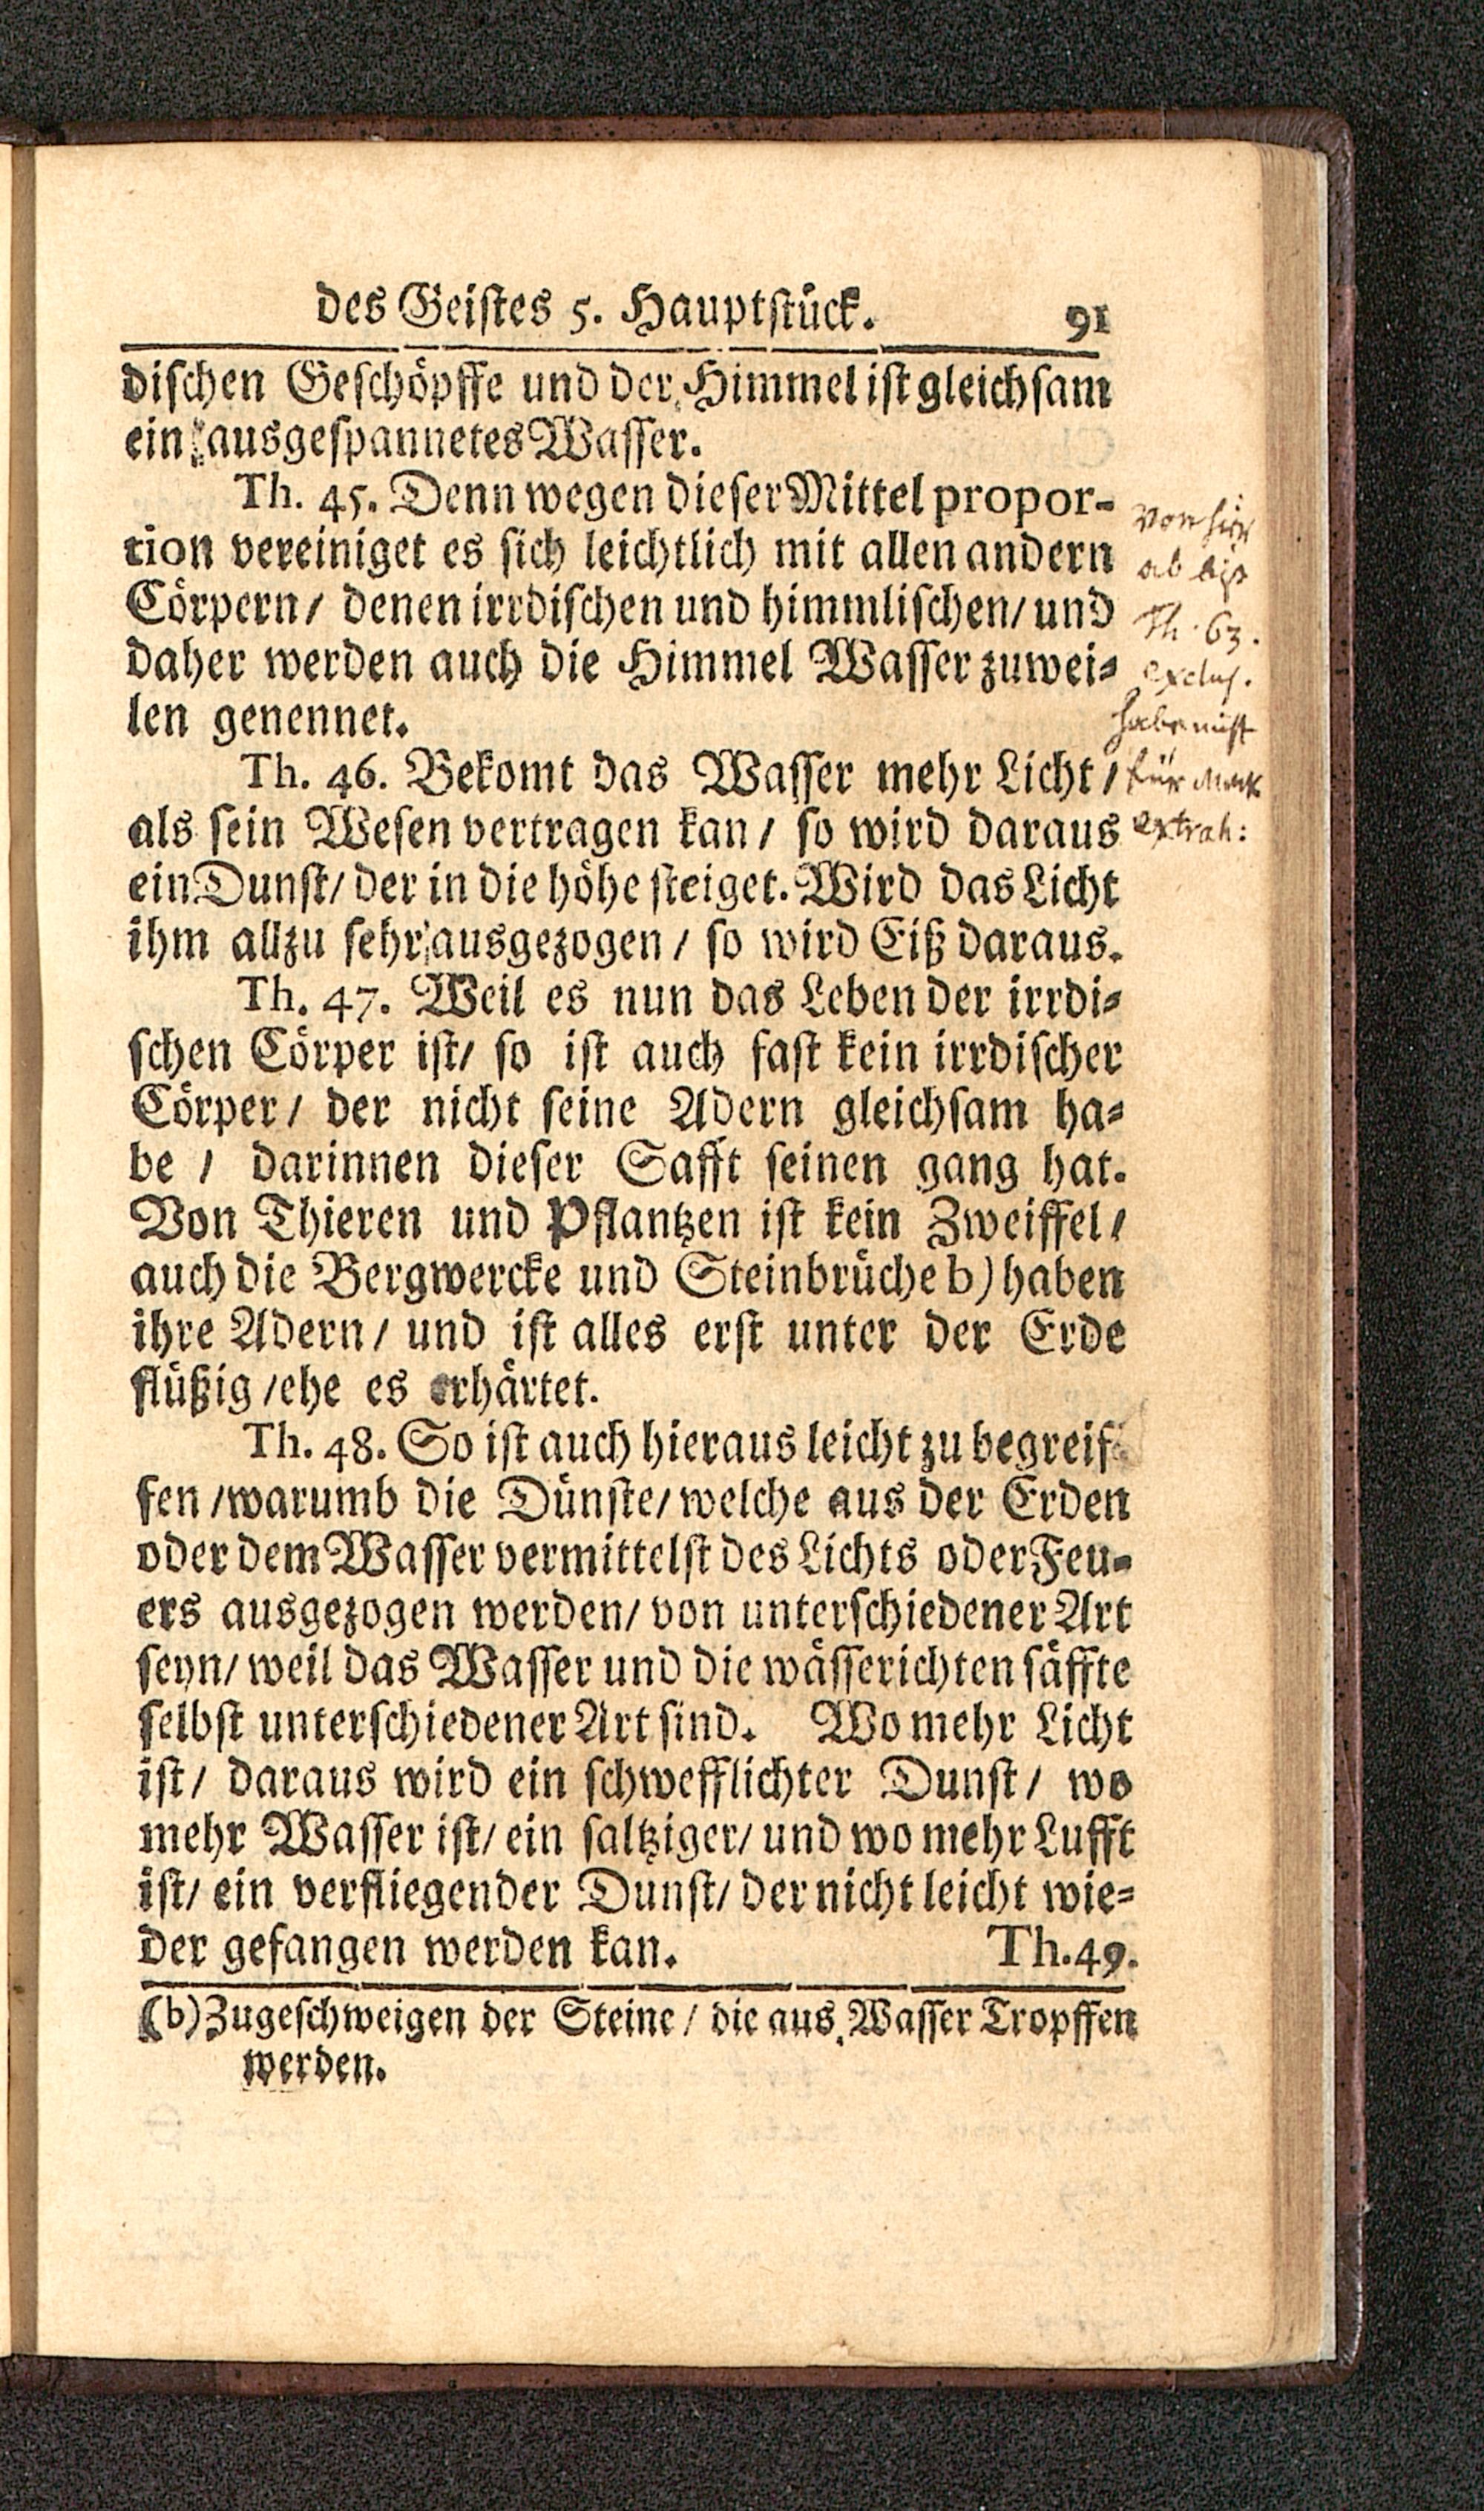 des Geiſtes 5. Hauptſtück. 91
diſchen Geſchöpffe und der Himmel iſt gleichſam
ein ausgeſpannetes Waſſer.
Th. 45. Denn wegen dieſer Mittel propor-
tion vereiniget es ſich leichtlich mit allen andern
Cörpern/ denen irrdiſchen und himmliſchen/ und
daher werden auch die Himmel Waſſer zuwei-
len genennet.
Th. 46. Bekomt das Waſſer mehr Licht/
als ſein Weſen vertragen kan/ ſo wird daraus
ein Dunſt/ der in die höhe ſteiget. Wird das Licht
ihm allzu ſehr ausgezogen/ ſo wird Eiß daraus.
Th. 47. Weil es nun das Leben der irrdi-
ſchen Cörper iſt/ ſo iſt auch faſt kein irrdiſcher
Cörper/ der nicht ſeine Adern gleichſam ha-
be / darinnen dieſer Safft ſeinen gang hat.
Von Thieren und Pflantzen iſt kein Zweiffel/
auch die Bergwercke und Steinbrüche b) haben
ihre Adern/ und iſt alles erſt unter der Erde
flüßig/ehe es erhärtet.
Th. 48. So iſt auch hieraus leicht zu begreif-
fen/warumb die Dünſte/welche aus der Erden
oder dem Waſſer vermittelſt des Lichts oder Feu-
ers ausgezogen werden/ von unterſchiedener Art
ſeyn/ weil das Waſſer und die wäſſerichten ſäffte
ſelbſt unterſchiedener Art ſind. Wo mehr Licht
iſt/ daraus wird ein ſchwefflichter Dunſt/ wo
mehr Waſſer iſt/ ein ſaltziger/ und wo mehr Lufft
iſt/ ein verfliegender Dunſt/ der nicht leicht wie-
der gefangen werden kan. Th. 49.
(b) Zugeſchweigen der Steine/ die aus Waſſer Tropffen
werden.
von hier
ab biß
Th. 63.
excluſ.
habe nicht
für
extrah: